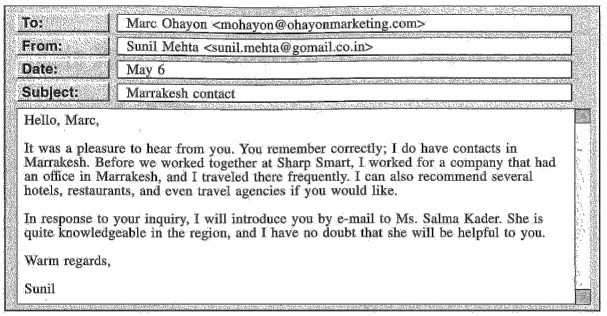 To: Marc Ohayon <mohayon@ohayonmarketing.com>
From: Sunil Mehta <sunil.mehta@gomail.co.in>
Date: May 6
Subject: Marrakesh contact
Hello, Marc,
It was a pleasure to hear from you. You remember correctly; I do have contacts in
Marrakesh. Before we worked together at Sharp Smart, I worked for a company that had
an office in Marrakesh, and I traveled there frequently. I can also recommend several
hotels, restaurants, and even travel agencies if you would like.
In response to your inquiry, I will introduce you by e-mail to Ms. Salma Kader. She is
quite knowledgeable in the region, and I have no doubt that she will be helpful to you.
Warm regards,
Sunil